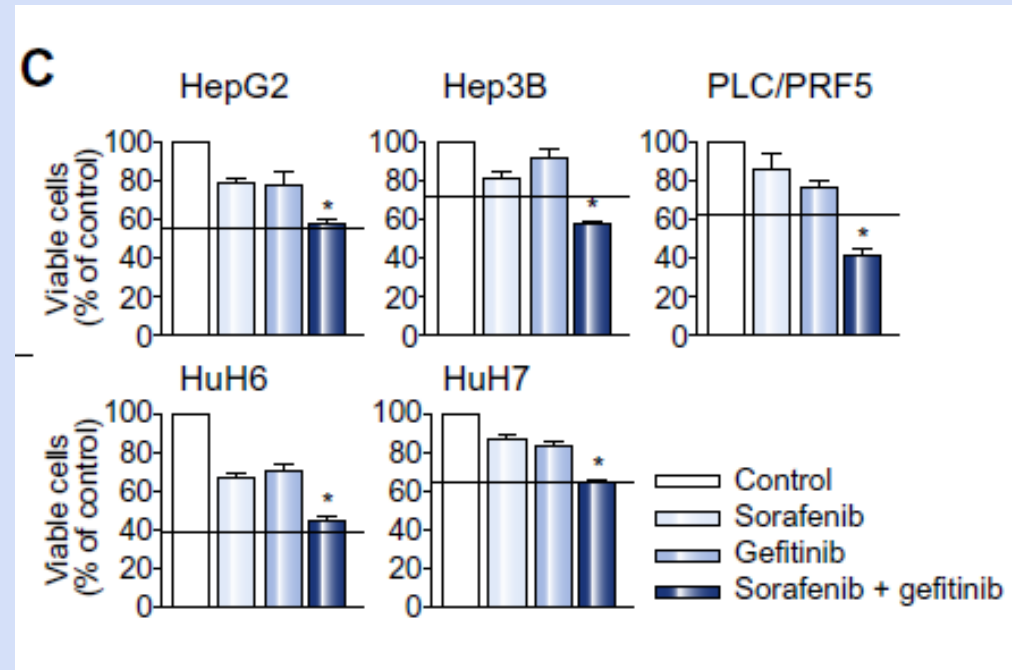 C
HepG2
Hep3B
PLC/PRF5
Viable cells
(% of control)
100
80
60
40
20
0
*
100
80
60
40
20
0
*
100
80
60
40
20
0
*
HuH6
HuH7
Viable cells
(% of control)
100
80
60
40
20
0
*
100
80
60
40
20
0
*
Control
Sorafenib
Gefitinib
Sorafenib + gefitinib